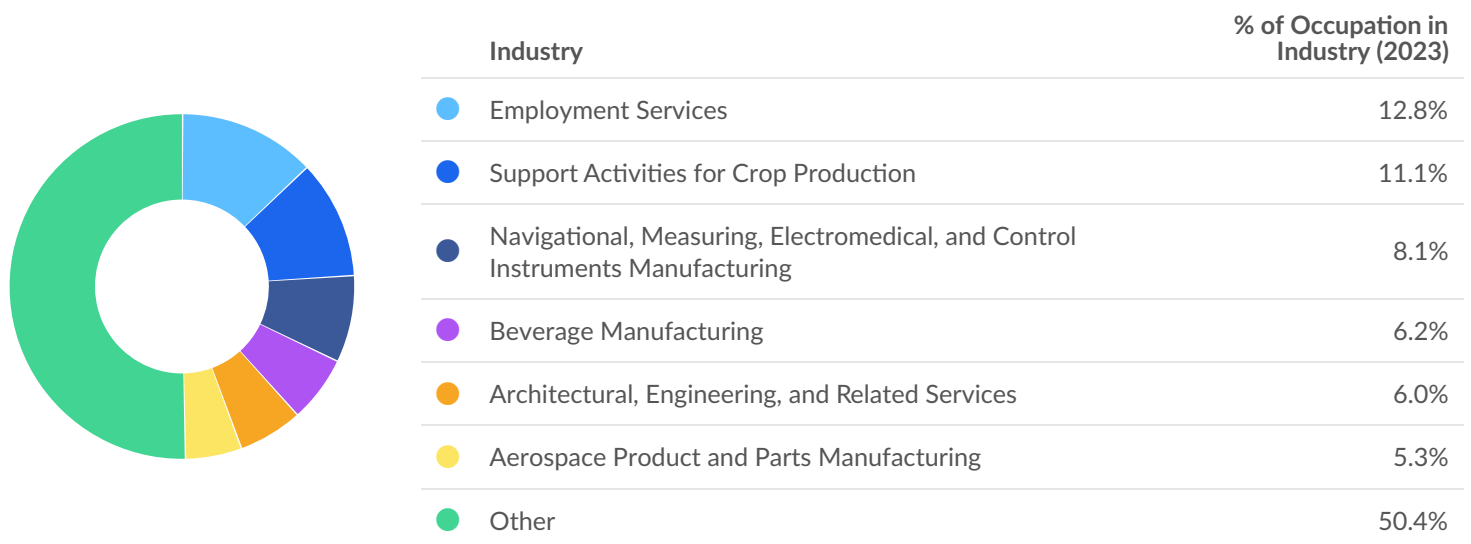 Industry
% of Occupation in
Industry (2023)
Employment Services 12.8%
Support Activities for Crop Production 11.1%
Navigational, Measuring, Electromedical, and Control
Instruments Manufacturing
8.1%
Beverage Manufacturing 6.2%
Architectural, Engineering, and Related Services 6.0%
Aerospace Product and Parts Manufacturing 5.3%
Other 50.4%